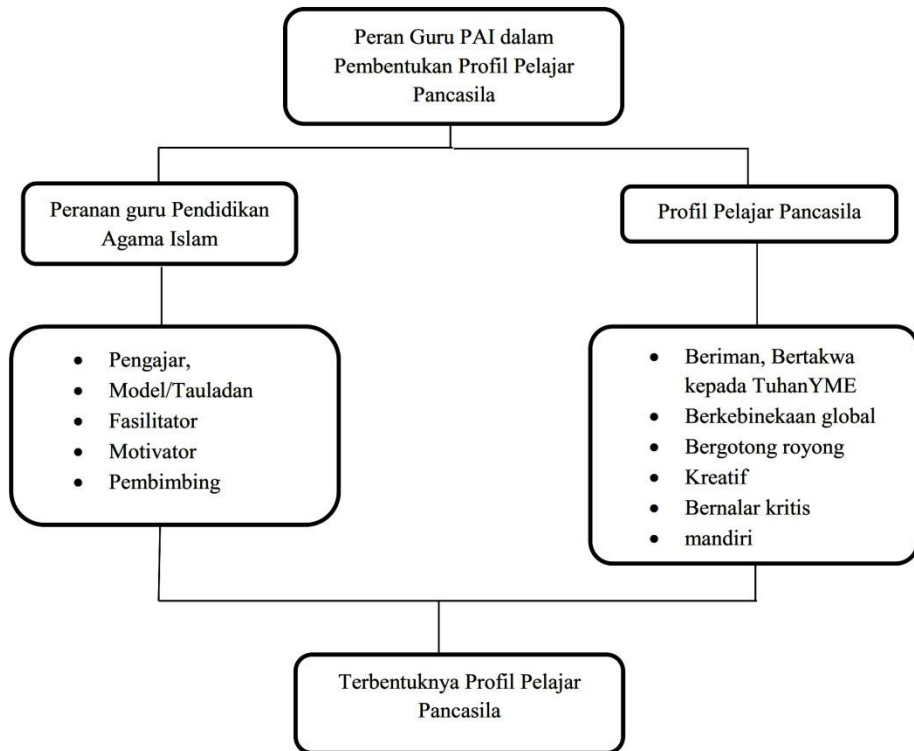 Peran Guru PAI dalam
Pembentukan Profil Pelajar
Pancasila
Peranan guru Pendidikan
Agama Islam
Profil Pelajar Pancasila
• Pengajar,
• Model/Tauladan
• Fasilitator
• Motivator
• Pembimbing
• Beriman, Bertakwa
kepada TuhanYME
• Berkebinekaan global
• Bergotong royong
• Kreatif
• Bernalar kritis
• mandiri
Terbentuknya Profil Pelajar
Pancasila